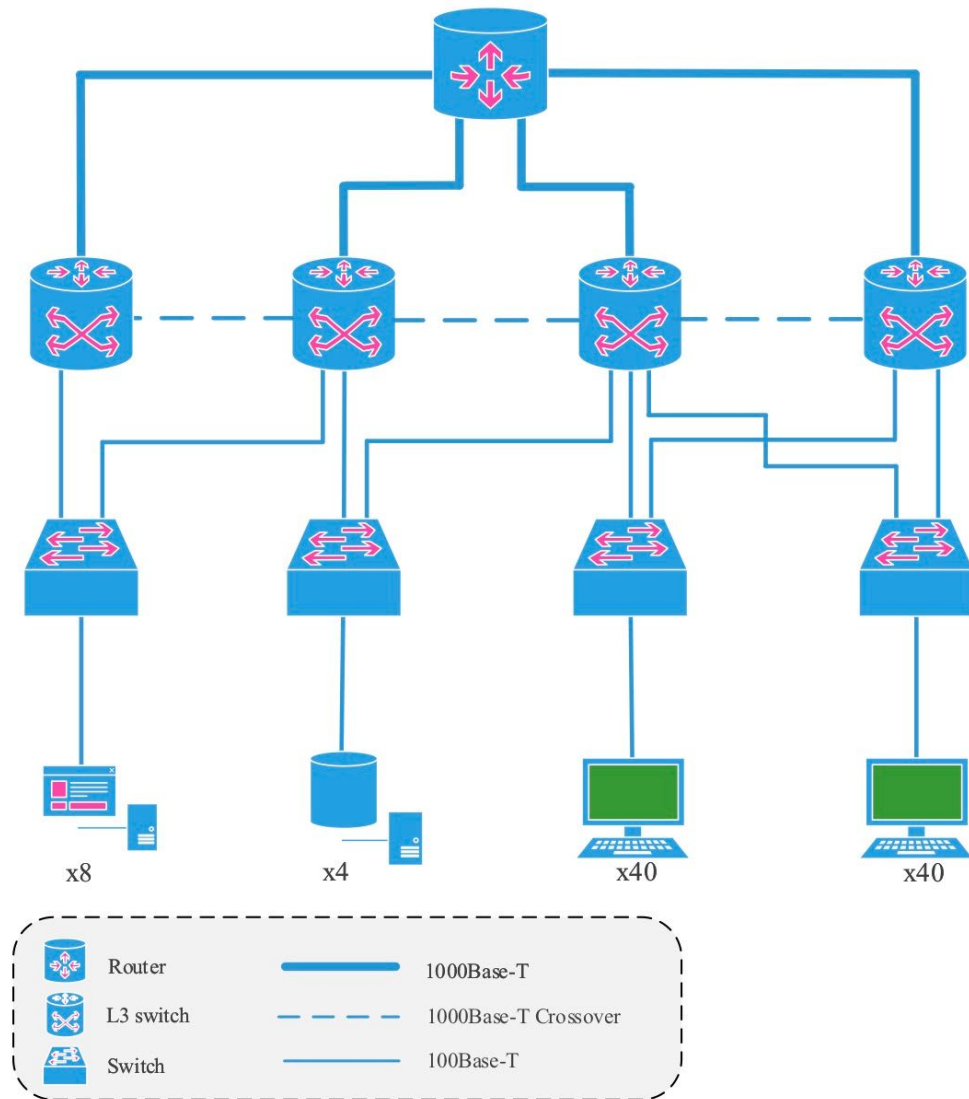 x8
x4
x40
x40
Router
1000Base-T
L3 switch
1000Base-T Crossover
Switch
100Base-T